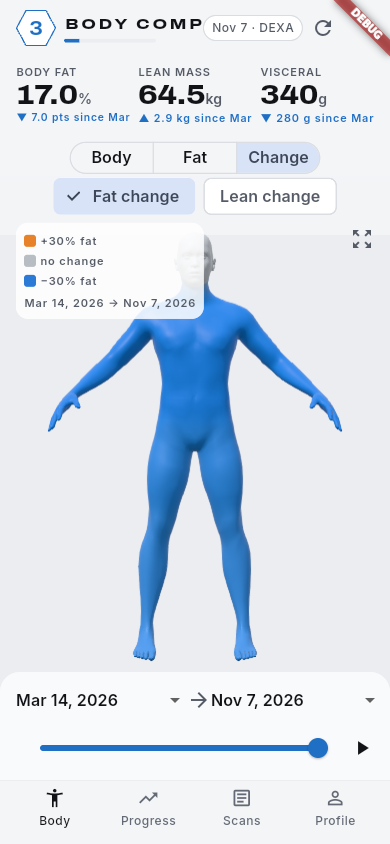 3 BODY COMP Nov 7 · DEXA
DEBUG
BODY FAT LEAN MASS VISCERAL
17.0% 64.5kg 340g
▼ 7.0 pts since Mar ▲ 2.9 kg since Mar ▼ 280 g since Mar
Body Fat Change
✓ Fat change Lean change
+30% fat
no change
−30% fat
Mar 14, 2026 → Nov 7, 2026
Mar 14, 2026 → Nov 7, 2026
Body Progress Scans Profile